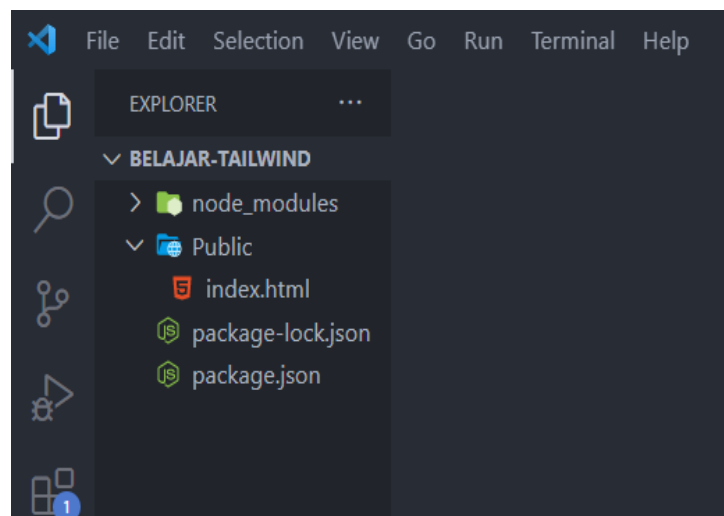 File Edit Selection View Go Run Terminal Help
EXPLORER ...
BELAJAR-TAILWIND
node_modules
Public
index.html
package-lock.json
package.json
1